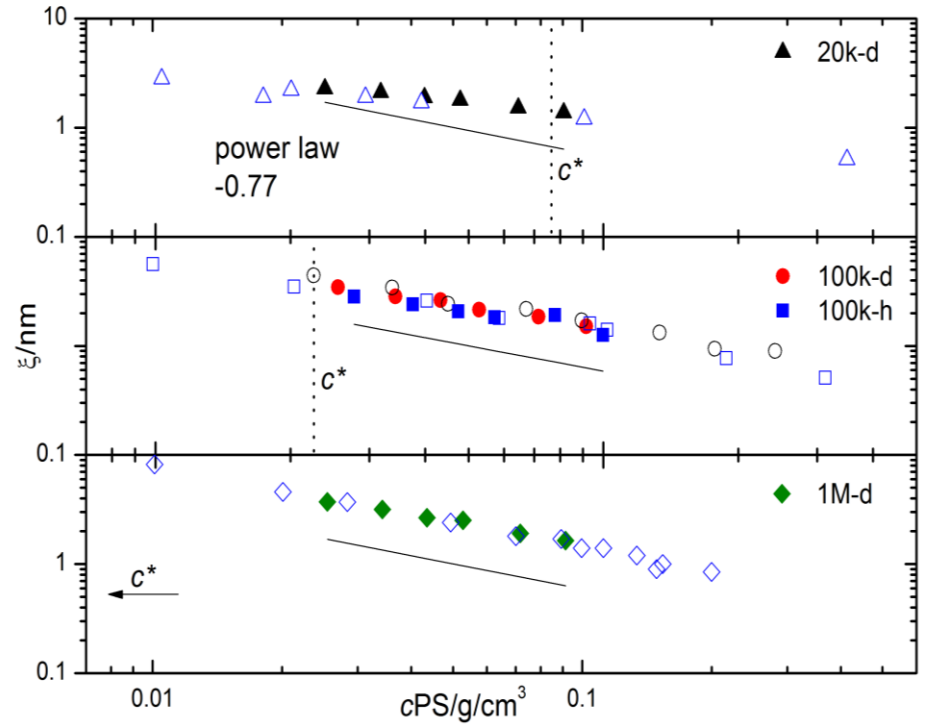 10
20k-d
1
power law
-0.77
c*
0.1
100k-d
100k-h
ξ/nm
c*
0.1
1M-d
1
c*
0.1
0.01
0.1
cPS/g/cm³